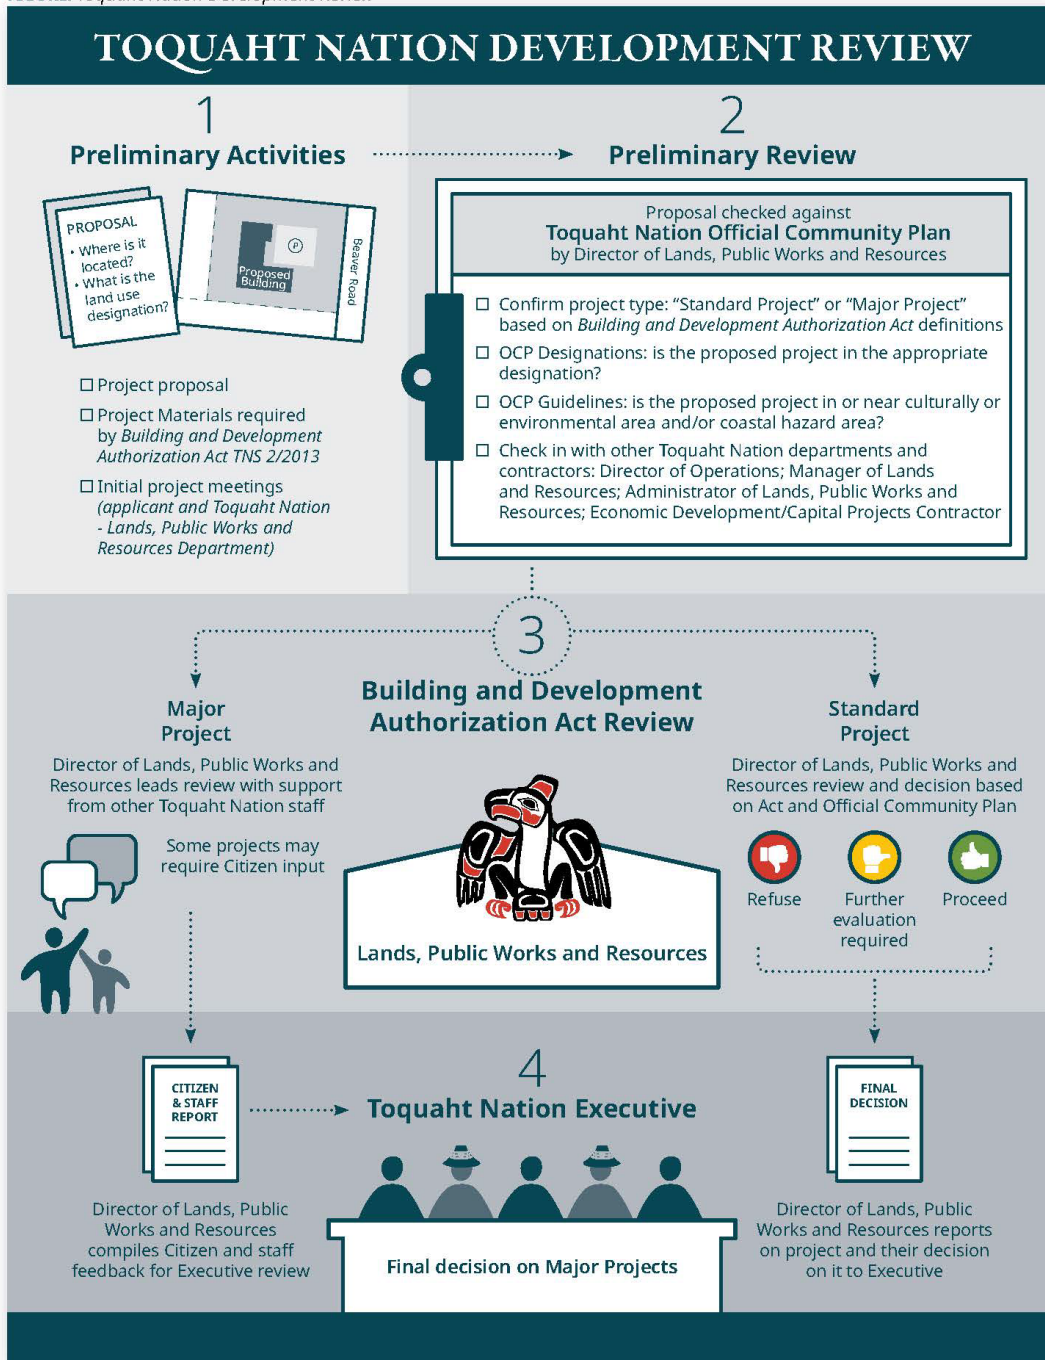 TOQUAHT NATION DEVELOPMENT REVIEW
1
Preliminary Activities
PROPOSAL
• Where is it
located?
• What is the
land use
designation?
P
Proposed
Building
Beaver Road
☐ Project proposal
☐ Project Materials required
by Building and Development
Authorization Act TNS 2/2013
☐ Initial project meetings
(applicant and Toquaht Nation
- Lands, Public Works and
Resources Department)
2
Preliminary Review
Proposal checked against
Toquaht Nation Official Community Plan
by Director of Lands, Public Works and Resources
☐ Confirm project type: “Standard Project” or “Major Project”
based on Building and Development Authorization Act definitions
☐ OCP Designations: is the proposed project in the appropriate
designation?
☐ OCP Guidelines: is the proposed project in or near culturally or
environmental area and/or coastal hazard area?
☐ Check in with other Toquaht Nation departments and
contractors: Director of Operations; Manager of Lands
and Resources; Administrator of Lands, Public Works and
Resources; Economic Development/Capital Projects Contractor
3
Building and Development
Authorization Act Review
Major
Project
Director of Lands, Public Works and
Resources leads review with support
from other Toquaht Nation staff
Some projects may
require Citizen input
Lands, Public Works and Resources
Standard
Project
Director of Lands, Public Works and
Resources review and decision based
on Act and Official Community Plan
Refuse
Further
evaluation
required
Proceed
CITIZEN
& STAFF
REPORT
Director of Lands, Public
Works and Resources
compiles Citizen and staff
feedback for Executive review
4
Toquaht Nation Executive
Final decision on Major Projects
FINAL
DECISION
Director of Lands, Public
Works and Resources reports
on project and their decision
on it to Executive